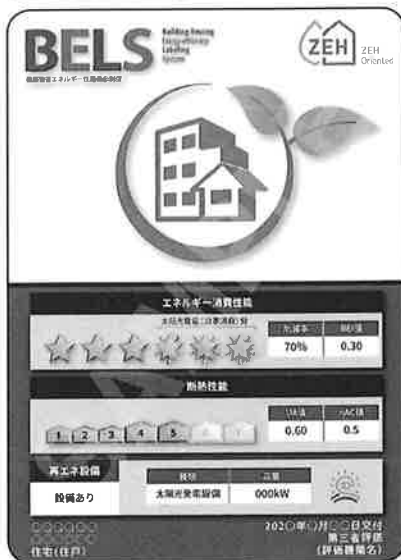 BELS
Building-Housing
Energy-efficiency
Labeling
System
建築物省エネルギー性能表示制度
ZEH
ZEH
Oriented
エネルギー消費性能
太陽光発電(自家消費)分
削減率
BEI値
70%
0.30
断熱性能
1 2 3 4 5 6 7
UA値
ηAC値
0.60
0.5
再エネ設備
設備あり
種類
容量
太陽光発電設備
000kW
SAMPLE
○○○○○○
○○○○○○
住宅(住戸)
202○年○月○○日交付
第三者評価
(評価機関名)